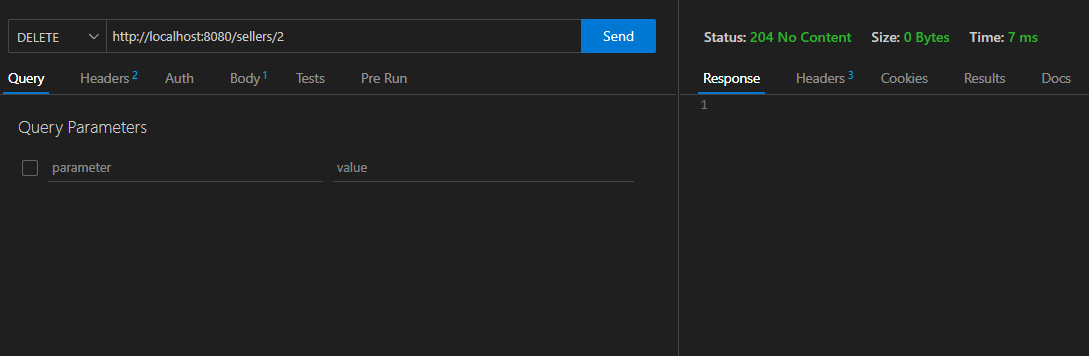 DELETE http://localhost:8080/sellers/2 Send
Query Headers 2 Auth Body 1 Tests Pre Run
Query Parameters
parameter value
Status: 204 No Content Size: 0 Bytes Time: 7 ms
Response Headers 3 Cookies Results Docs
1